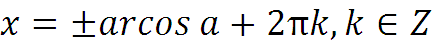 x = ±arcos a + 2πk, k ∈ Z